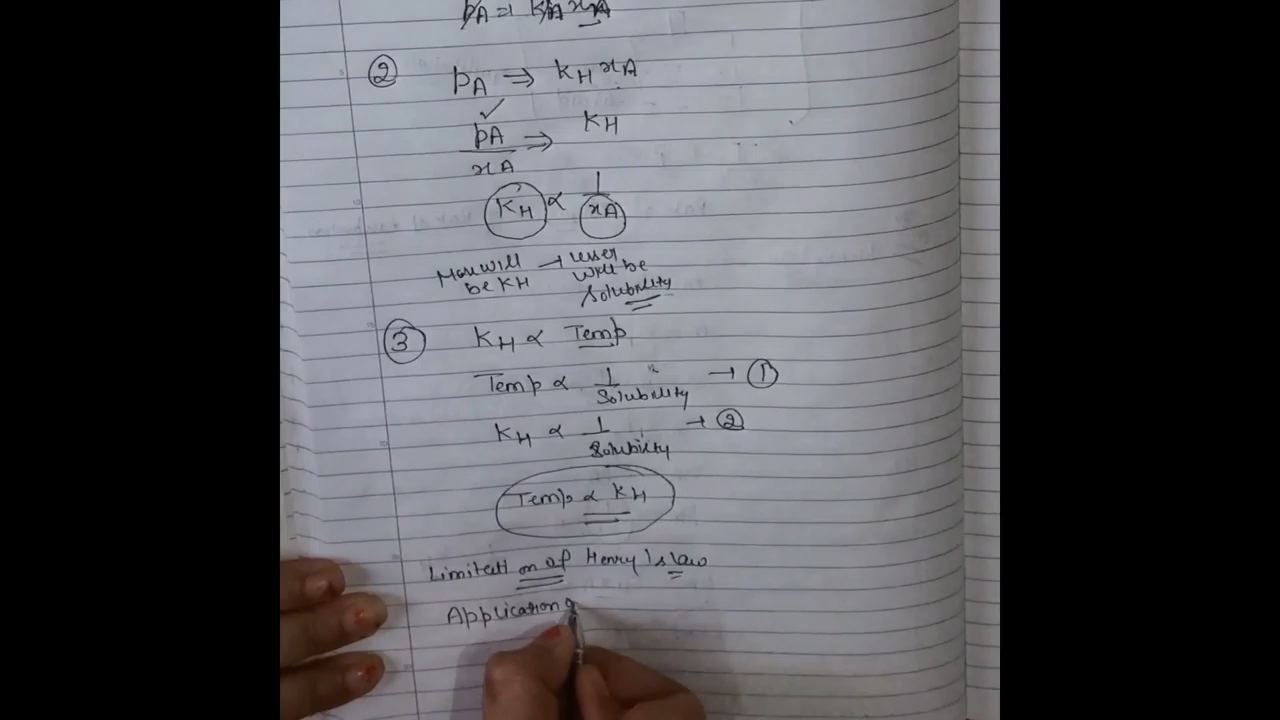 pA = KH xA
② pA ⇒ KH xA
✓
pA/xA ⇒ KH
KH ∝ 1/xA
More will be KH → lesser will be solubility
③ KH ∝ Temp
Temp ∝ 1/Solubility → ①
KH ∝ 1/Solubility → ②
Temp ∝ KH
Limitation of Henry's law
Application